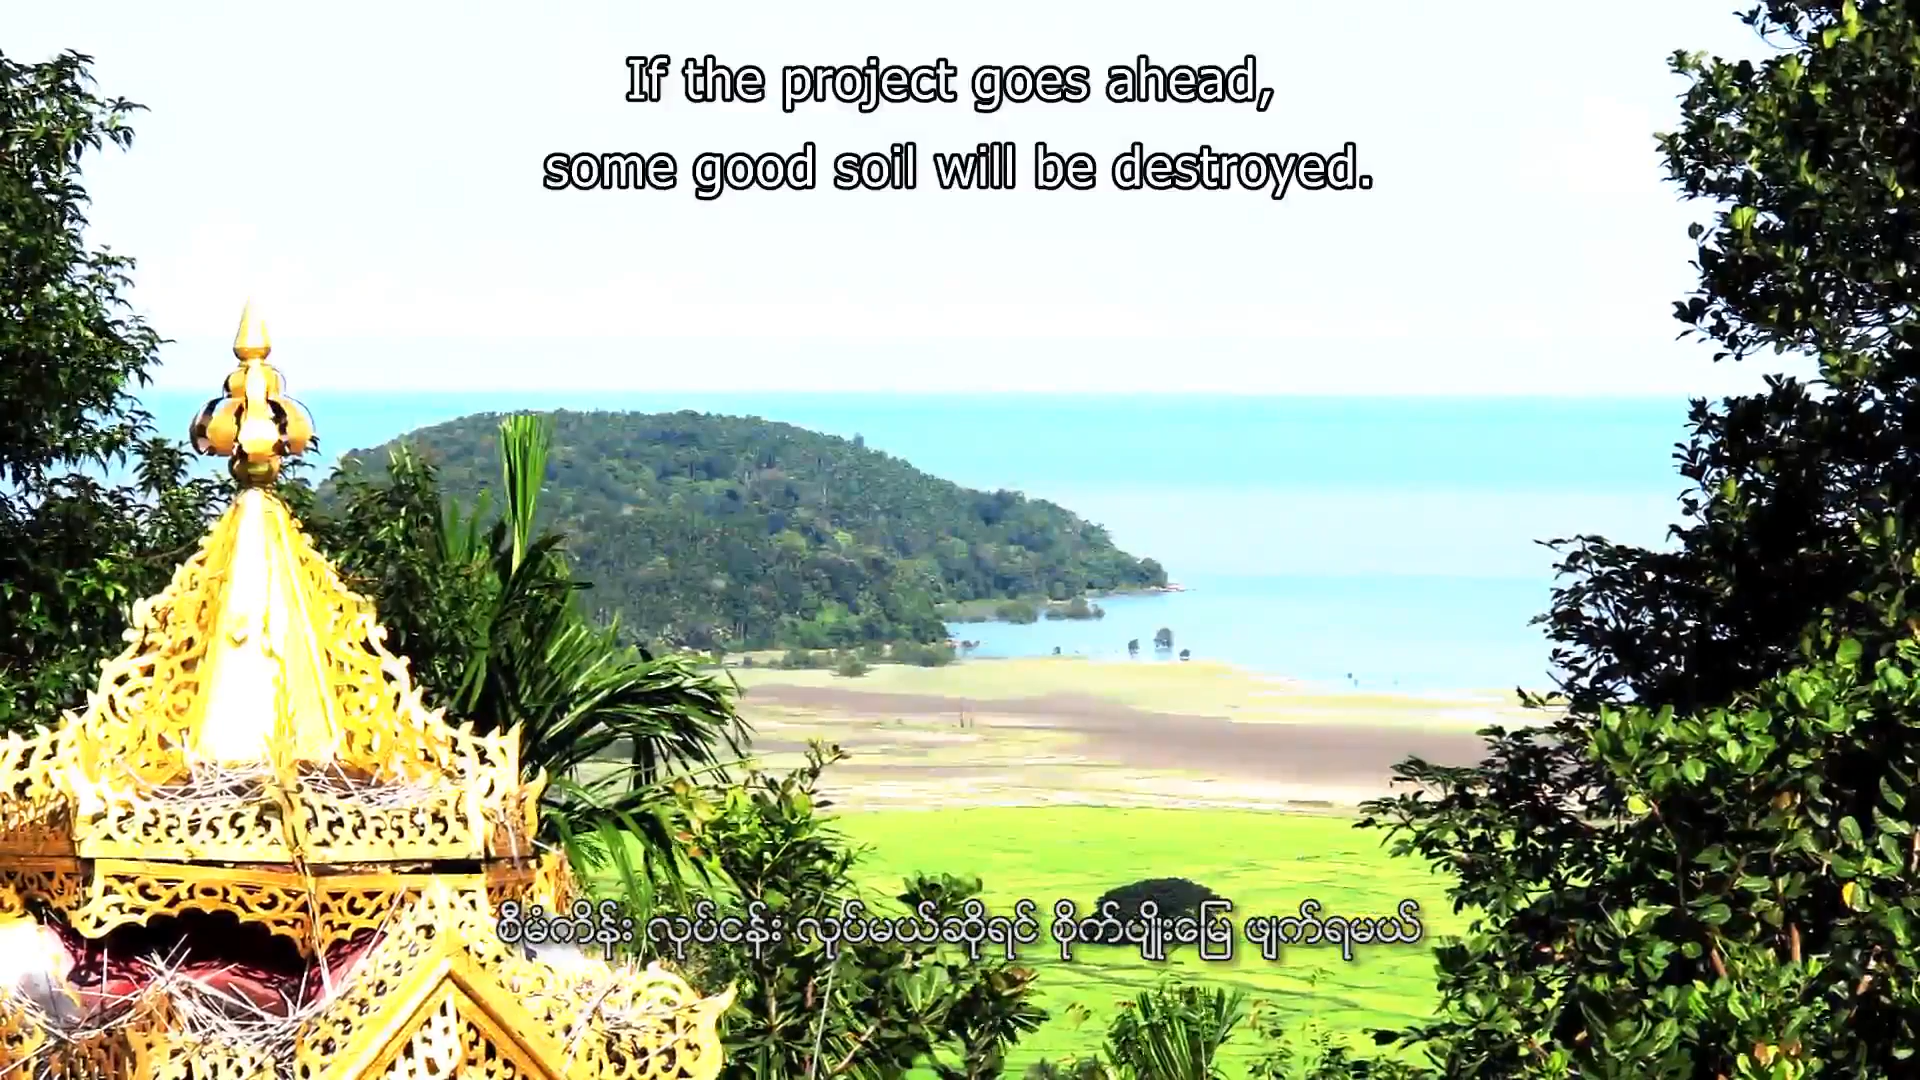 If the project goes ahead,
some good soil will be destroyed.
စီမံကိန်း လုပ်ငန်း လုပ်မယ်ဆိုရင် စိုက်ပျိုးမြေ ဖျက်ရမယ်